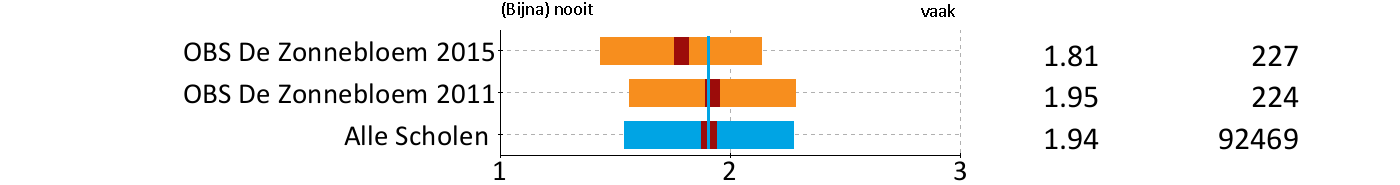 (Bijna) nooit vaak
OBS De Zonnebloem 2015 1.81 227
OBS De Zonnebloem 2011 1.95 224
Alle Scholen 1.94 92469
1 2 3